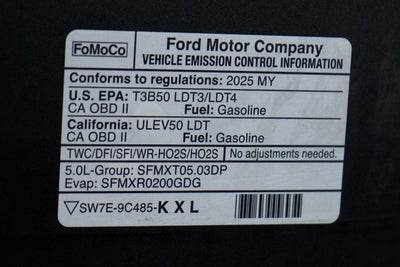 FoMoCo
Ford Motor Company
VEHICLE EMISSION CONTROL INFORMATION
Conforms to regulations: 2025 MY
U.S. EPA: T3B50 LDT3/LDT4
CA OBD II Fuel: Gasoline
California: ULEV50 LDT
CA OBD II Fuel: Gasoline
TWC/DFI/SFI/WR-HO2S/HO2S No adjustments needed.
5.0L-Group: SFMXT05.03DP
Evap: SFMXR0200GDG
SW7E-9C485-K X L